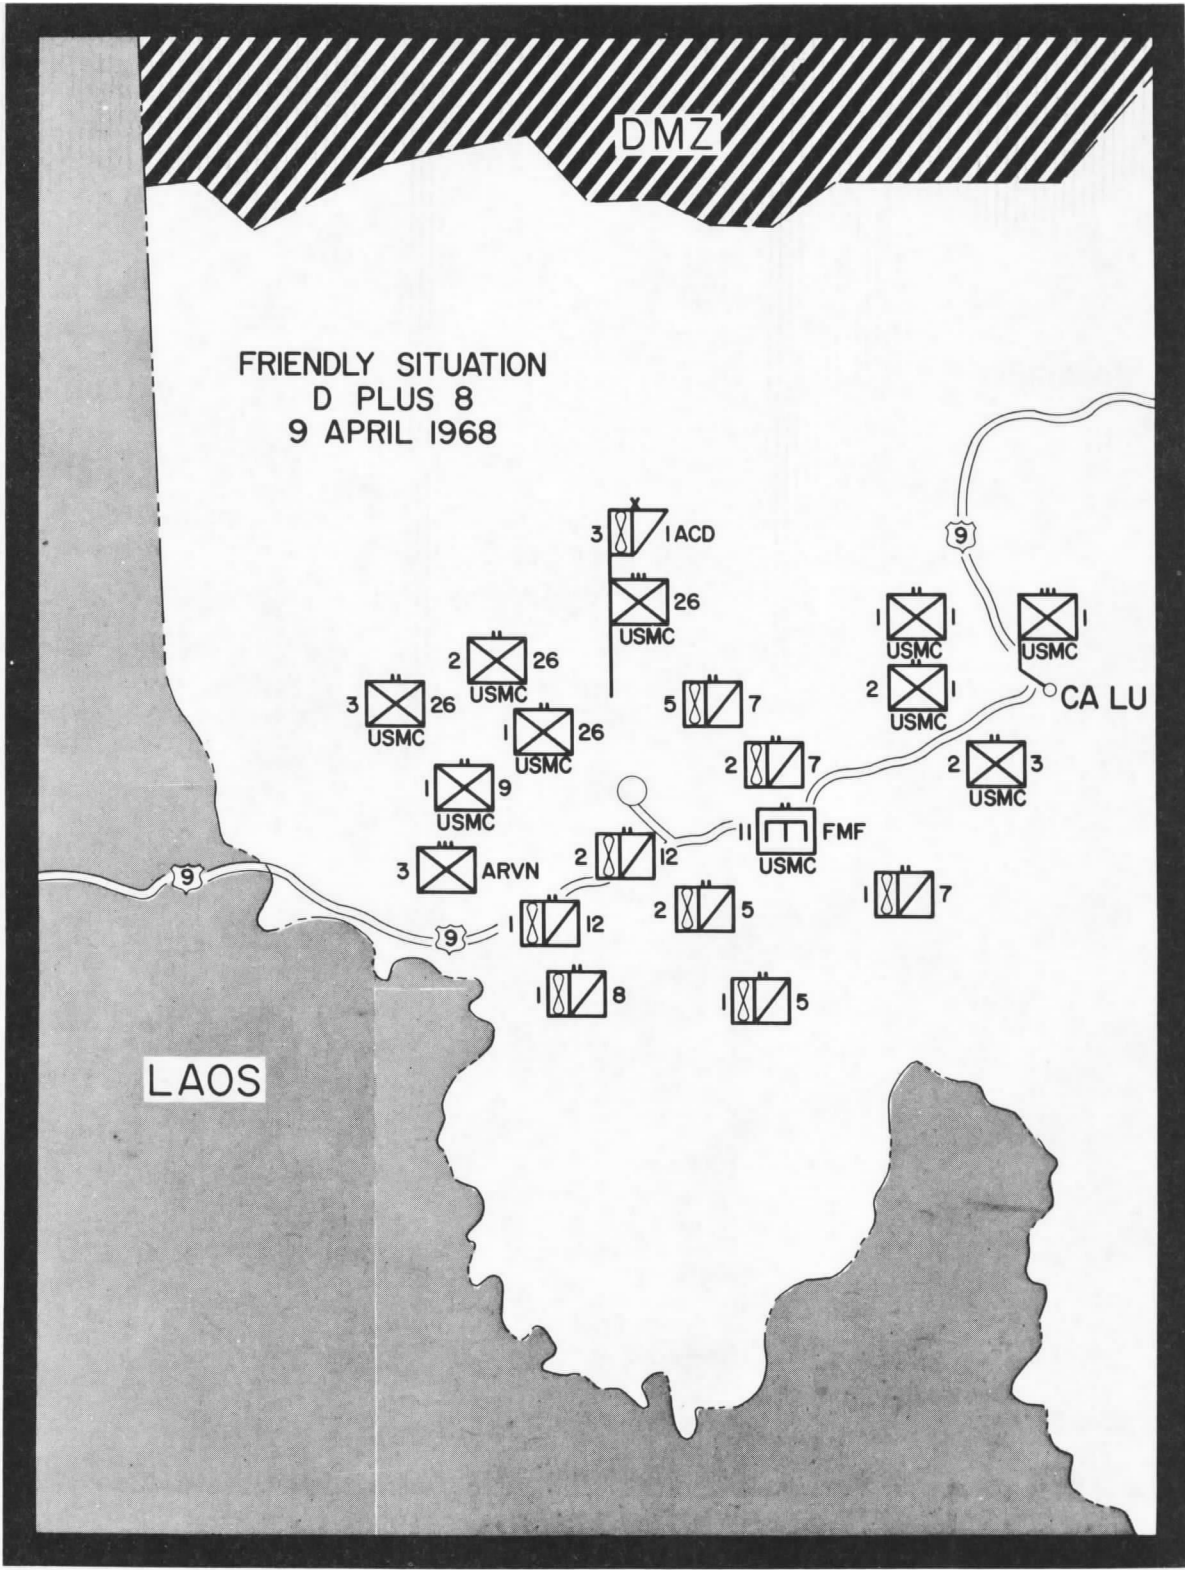 DMZ
FRIENDLY SITUATION
D PLUS 8
9 APRIL 1968
3 1 ACD
9
26
USMC
1 1
USMC
1
USMC
2 26
USMC
3 26
USMC
5 7
2 1
USMC
CA LU
1 26
USMC
2 7
2 3
USMC
1 9
USMC
11 FMF
USMC
2 12
3 ARVN
9
1 7
2 5
1 12
9
1 8
1 5
LAOS